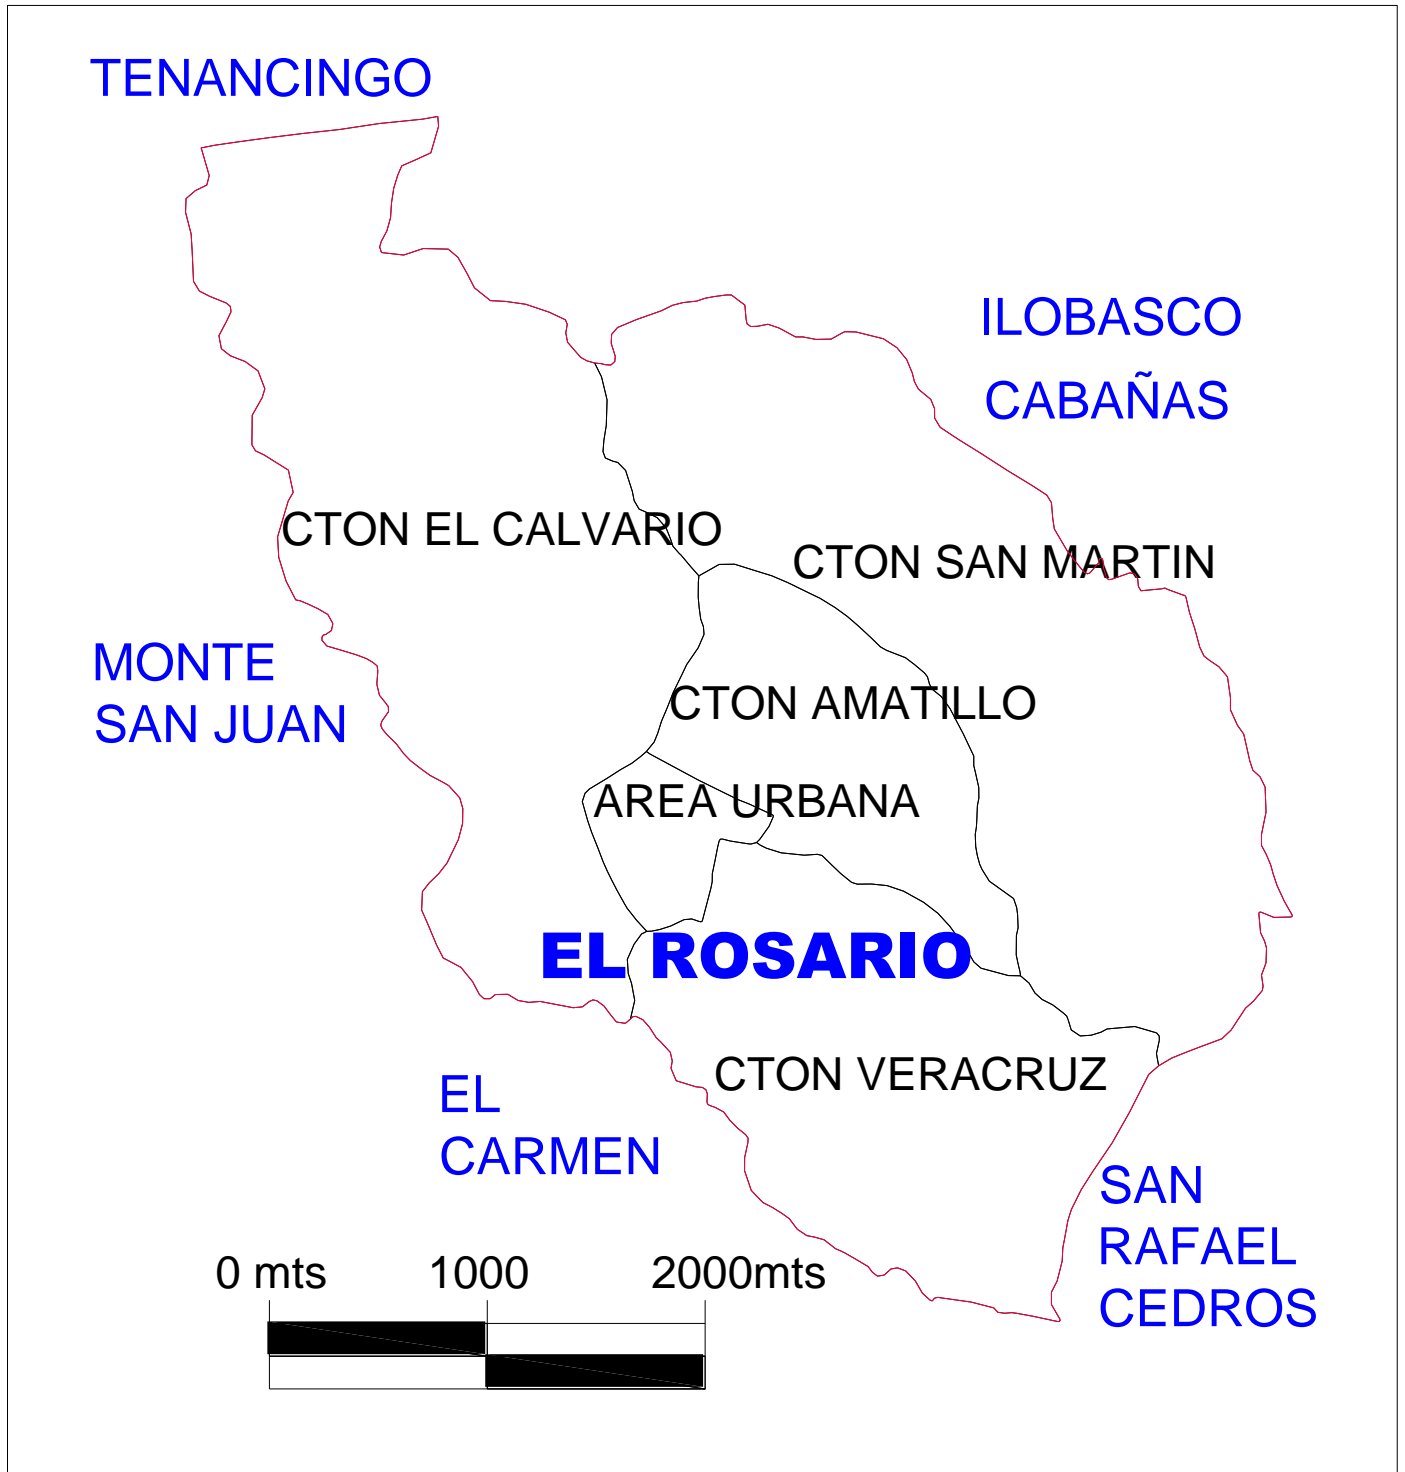 TENANCINGO
ILOBASCO
CABAÑAS
CTON EL CALVARIO
CTON SAN MARTIN
MONTE
SAN JUAN
CTON AMATILLO
AREA URBANA
EL ROSARIO
CTON VERACRUZ
EL
CARMEN
SAN
RAFAEL
CEDROS
0 mts 1000 2000mts